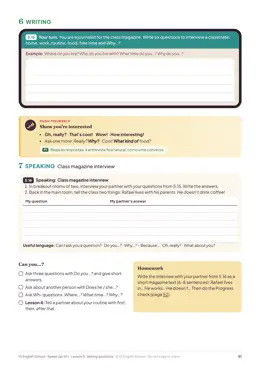 6 WRITING
5.15 Your turn. You are a journalist for the class magazine. Write six questions to interview a classmate:
home, work, routine, food, free time and Why...?
Example: Where do you live? Who do you live with? What time do you...? Why do you...?
PUSH YOURSELF
Show you're interested
• Oh, really? That's cool! Wow! How interesting!
• Ask one more: Really? Why? Cool! What kind of food?
7 SPEAKING Class magazine interview
Speaking: Class magazine interview
1. In breakout rooms of two, interview your partner with your questions from 5.15. Write the answers.
2. Back in the main room, tell the class two things: Rafael lives with his parents. He doesn't drink coffee!
My question
My partner's answer
Useful language: Can I ask you a question? Do you...? Why...? – Because... Oh, really? What about you?
Can you...?
Ask three questions with Do you...? and give short
answers.
Ask about another person with Does he / she...?
Ask Wh- questions: Where...? What time...? Why...?
Lesson 4: Tell a partner about your routine with first,
then, after that.
Homework
Write the interview with your partner from
short magazine text (4–6 sentences): Rafael lives
in... He works... He doesn't... Then do the Progress
check (page